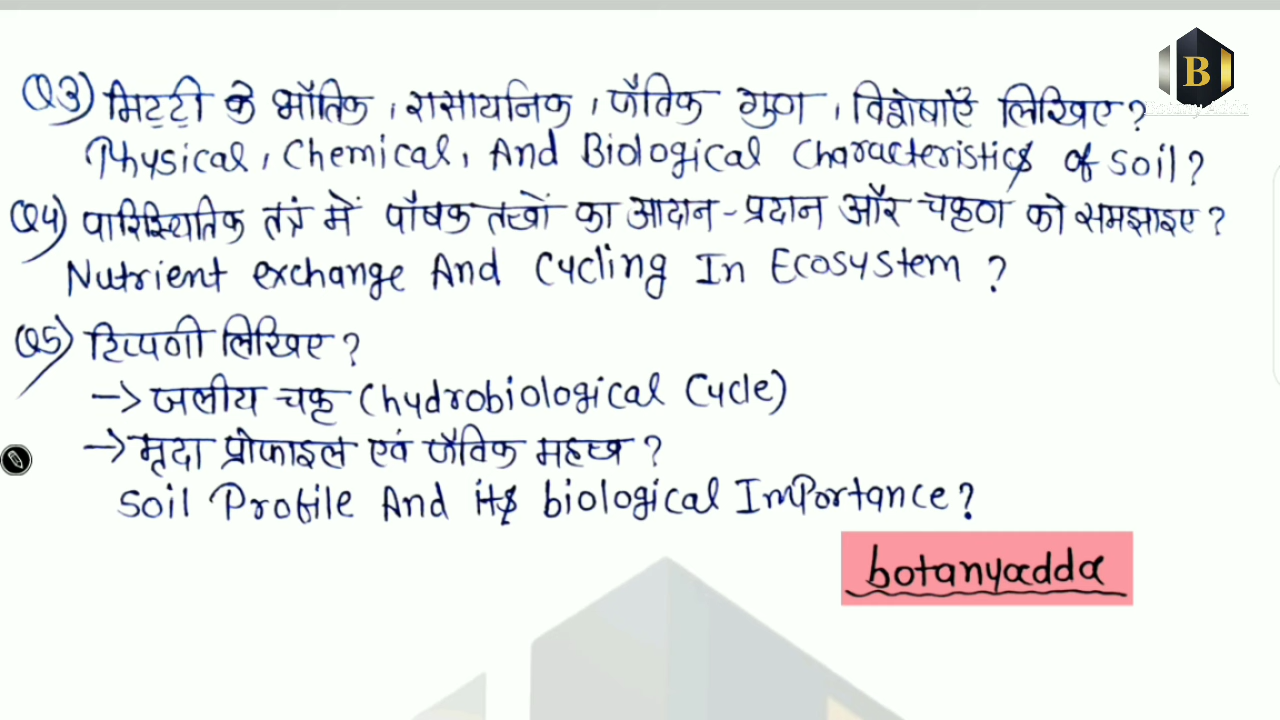 B
Botany Adda
Q3) मिट्टी के भौतिक, रासायनिक, जैविक गुण, विशेषाएँ लिखिए?
Physical, Chemical, And Biological Characteristics of Soil?
Q4) पारिस्थितिक तंत्र में पोषक तत्वों का आदान-प्रदान और चक्रण को समझाइए?
Nutrient exchange And Cycling In Ecosystem?
Q5) टिप्पणी लिखिए?
→ जलीय चक्र (hydrobiological Cycle)
→ मृदा प्रोफाइल एवं जैविक महत्व?
Soil Profile And its biological Importance?
botanyadda